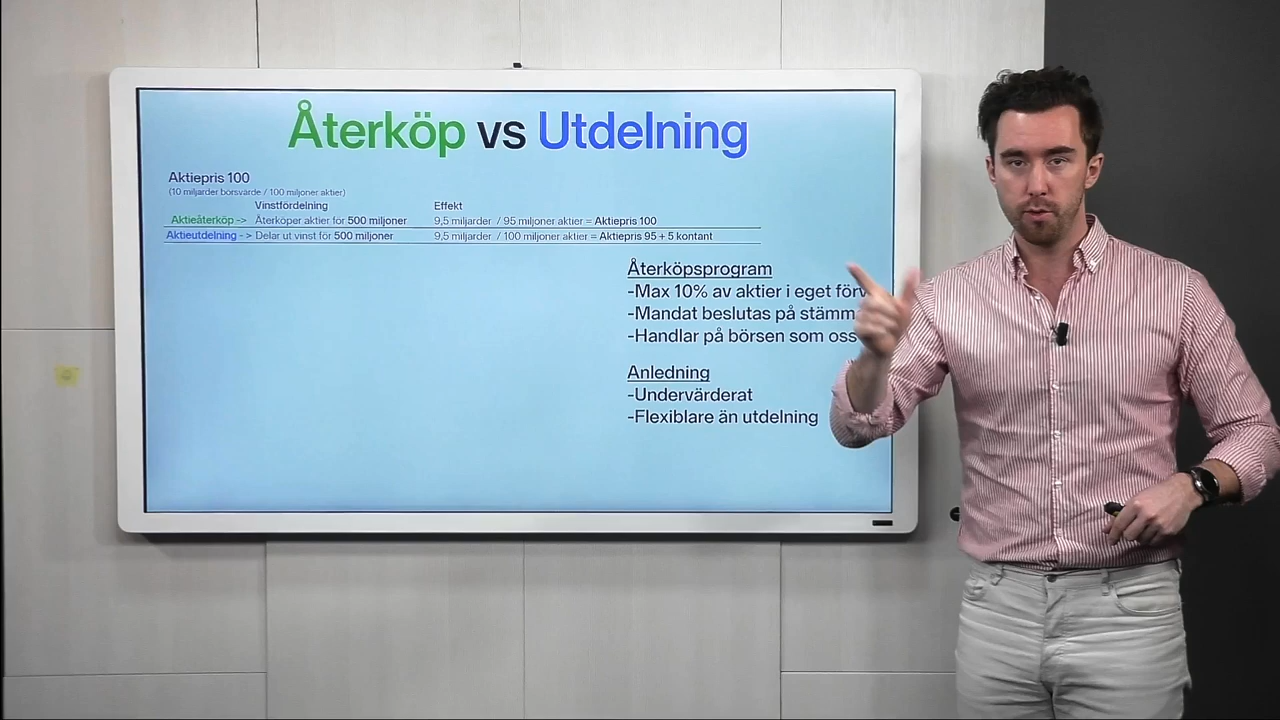 Återköp vs Utdelning
Aktiepris 100
(10 miljarder börsvärde / 100 miljoner aktier)
Vinstfördelning Effekt
Aktieåterköp -> Återköper aktier för 500 miljoner 9,5 miljarder / 95 miljoner aktier = Aktiepris 100
Aktieutdelning - > Delar ut vinst för 500 miljoner 9,5 miljarder / 100 miljoner aktier = Aktiepris 95 + 5 kontant
Återköpsprogram
-Max 10% av aktier i eget förv
-Mandat beslutas på stämm
-Handlar på börsen som oss
Anledning
-Undervärderat
-Flexiblare än utdelning